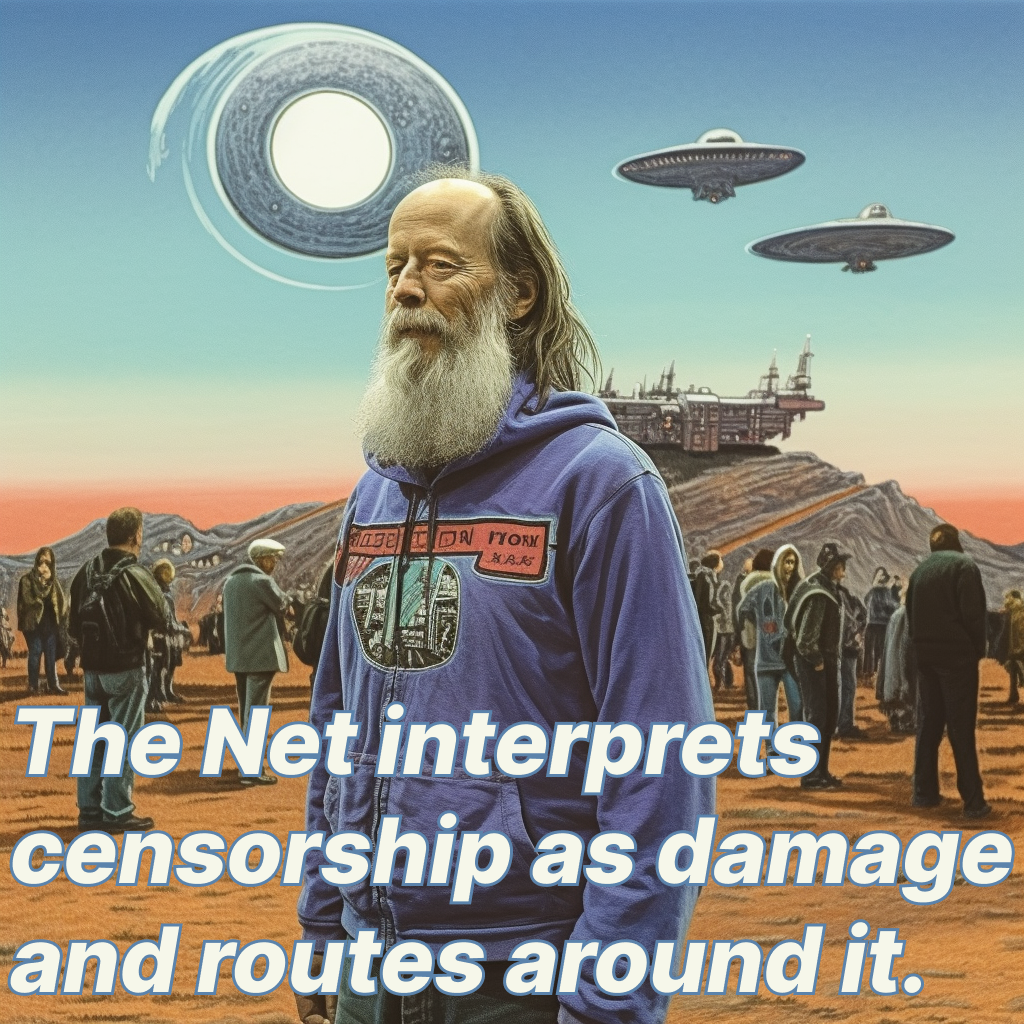 The Net interprets
censorship as damage
and routes around it.